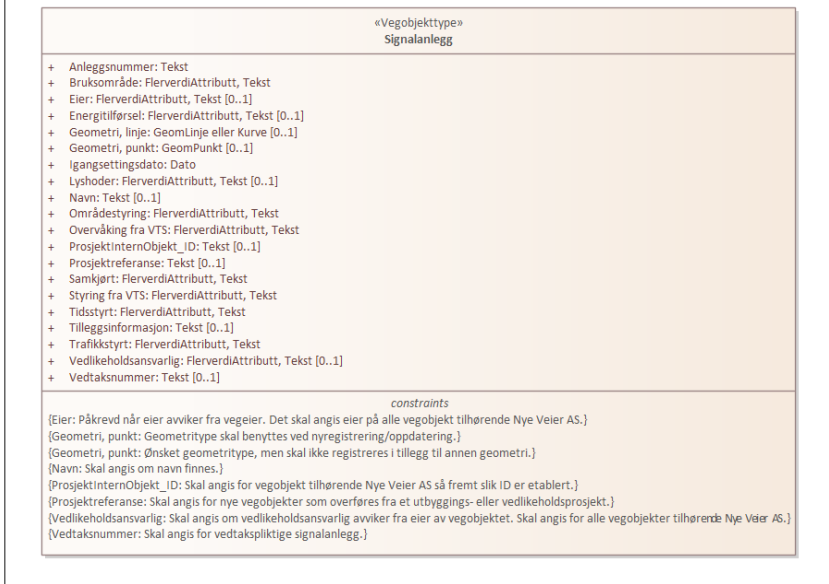 «Vegobjekttype»
Signalanlegg
+ Anleggsnummer: Tekst
+ Bruksområde: FlerverdiAttributt, Tekst
+ Eier: FlerverdiAttributt, Tekst [0..1]
+ Energitilførsel: FlerverdiAttributt, Tekst [0..1]
+ Geometri, linje: GeomLinje eller Kurve [0..1]
+ Geometri, punkt: GeomPunkt [0..1]
+ Igangsettingsdato: Dato
+ Lyshoder: FlerverdiAttributt, Tekst [0..1]
+ Navn: Tekst [0..1]
+ Områdestyring: FlerverdiAttributt, Tekst
+ Overvåking fra VTS: FlerverdiAttributt, Tekst
+ ProsjektInternObjekt_ID: Tekst [0..1]
+ Prosjektreferanse: Tekst [0..1]
+ Samkjørt: FlerverdiAttributt, Tekst
+ Styring fra VTS: FlerverdiAttributt, Tekst
+ Tidsstyrt: FlerverdiAttributt, Tekst
+ Tilleggsinformasjon: Tekst [0..1]
+ Trafikkstyrt: FlerverdiAttributt, Tekst
+ Vedlikeholdsansvarlig: FlerverdiAttributt, Tekst [0..1]
+ Vedtaksnummer: Tekst [0..1]
constraints
{Eier: Påkrevd når eier avviker fra vegeier. Det skal angis eier på alle vegobjekt tilhørende Nye Veier AS.}
{Geometri, punkt: Geometritype skal benyttes ved nyregistrering/oppdatering.}
{Geometri, punkt: Ønsket geometritype, men skal ikke registreres i tillegg til annen geometri.}
{Navn: Skal angis om navn finnes.}
{ProsjektInternObjekt_ID: Skal angis for vegobjekt tilhørende Nye Veier AS så fremt slik ID er etablert.}
{Prosjektreferanse: Skal angis for nye vegobjekter som overføres fra et utbyggings- eller vedlikeholdsprosjekt.}
{Vedlikeholdsansvarlig: Skal angis om vedlikeholdsansvarlig avviker fra eier av vegobjektet. Skal angis for alle vegobjekter tilhørende Nye Veier AS.}
{Vedtaksnummer: Skal angis for vedtakspliktige signalanlegg.}